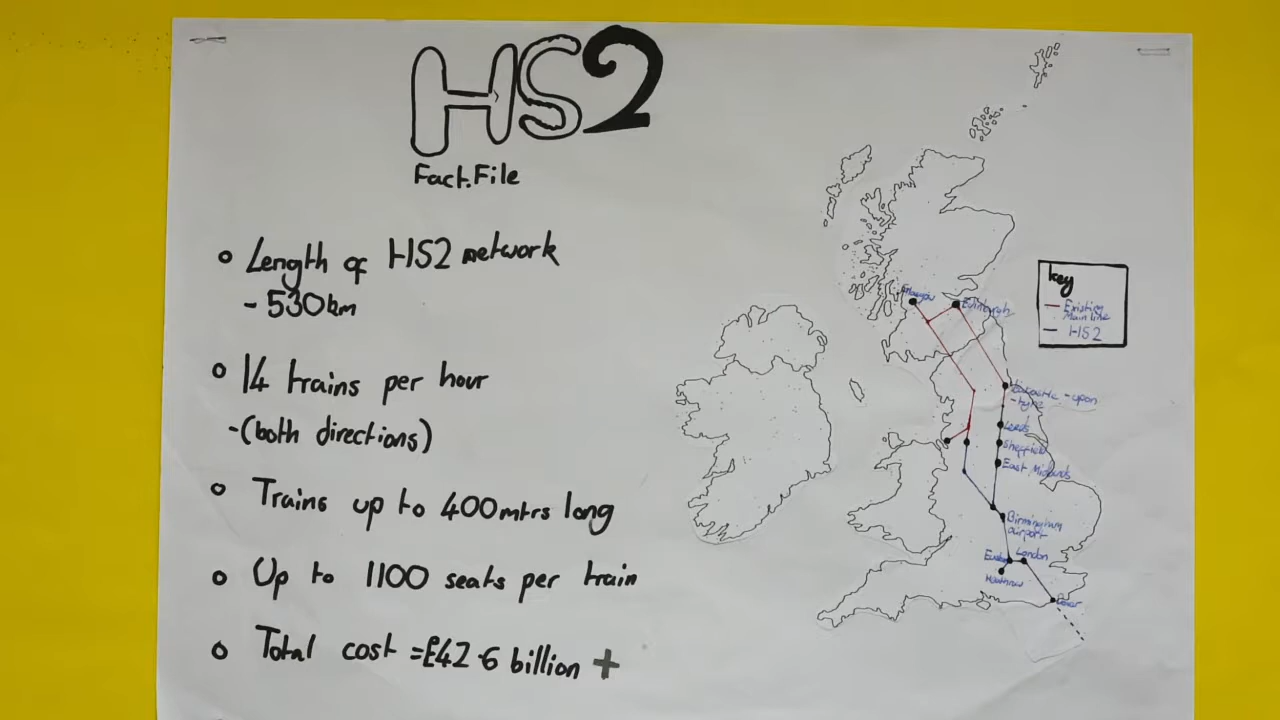 HS2
Fact.File
Length of HS2 network
- 530km
14 trains per hour
-(both directions)
Trains up to 400mtrs long
Up to 1100 seats per train
Total cost =£42.6 billion +
key
Existing
Main line
HS2
Glasgow
Edinburgh
- upon
- tyne
Leeds
Sheffield
East Midlands
Birmingham
airport
London
Dover